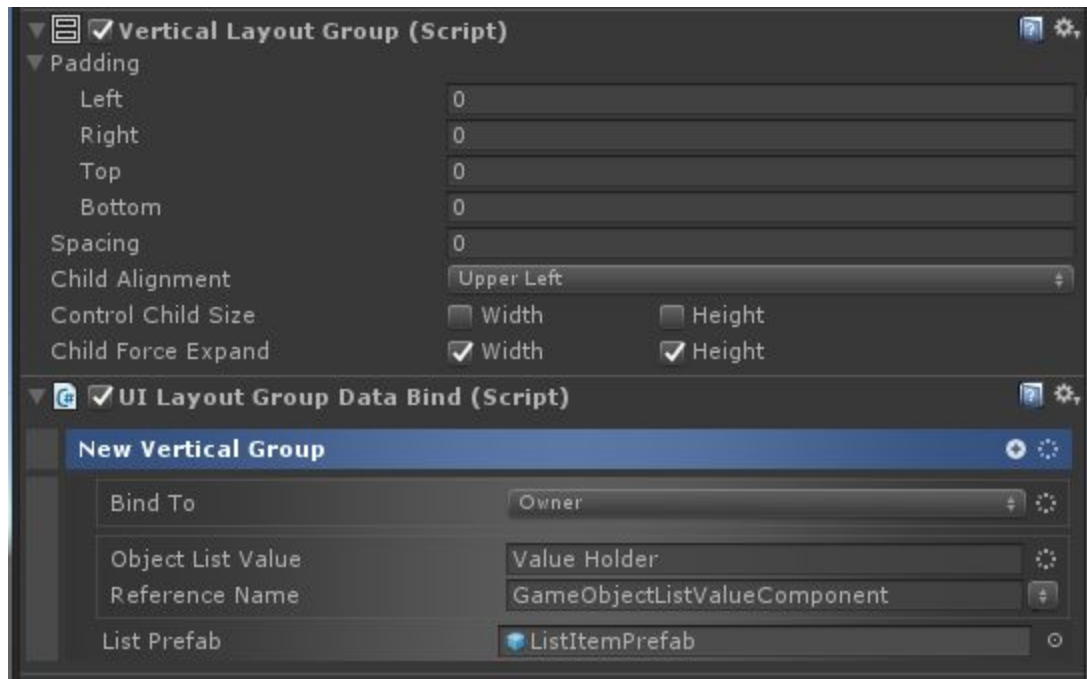 Vertical Layout Group (Script)
Padding
Left 0
Right 0
Top 0
Bottom 0
Spacing 0
Child Alignment Upper Left
Control Child Size Width Height
Child Force Expand Width Height
UI Layout Group Data Bind (Script)
New Vertical Group
Bind To Owner
Object List Value Value Holder
Reference Name GameObjectListValueComponent
List Prefab ListItemPrefab